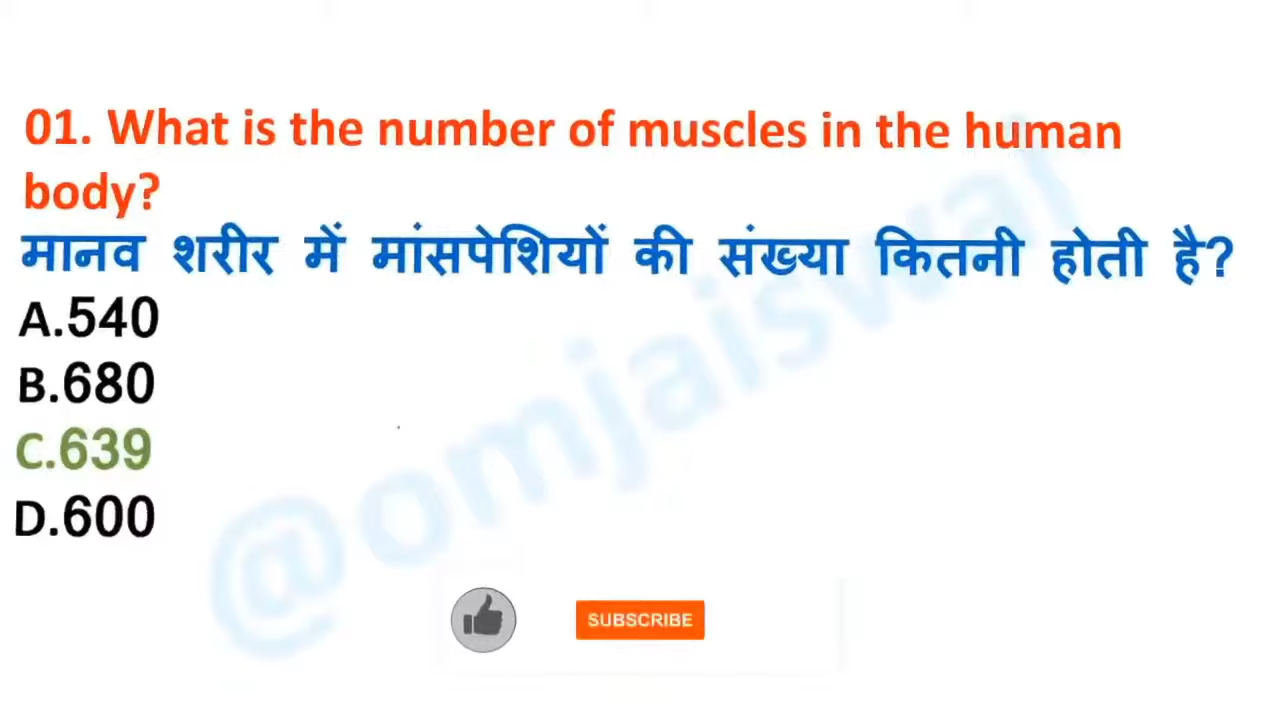 01. What is the number of muscles in the human
body?
मानव शरीर में मांसपेशियों की संख्या कितनी होती है?
A.540
B.680
C.639
D.600
@omjaiswal
SUBSCRIBE